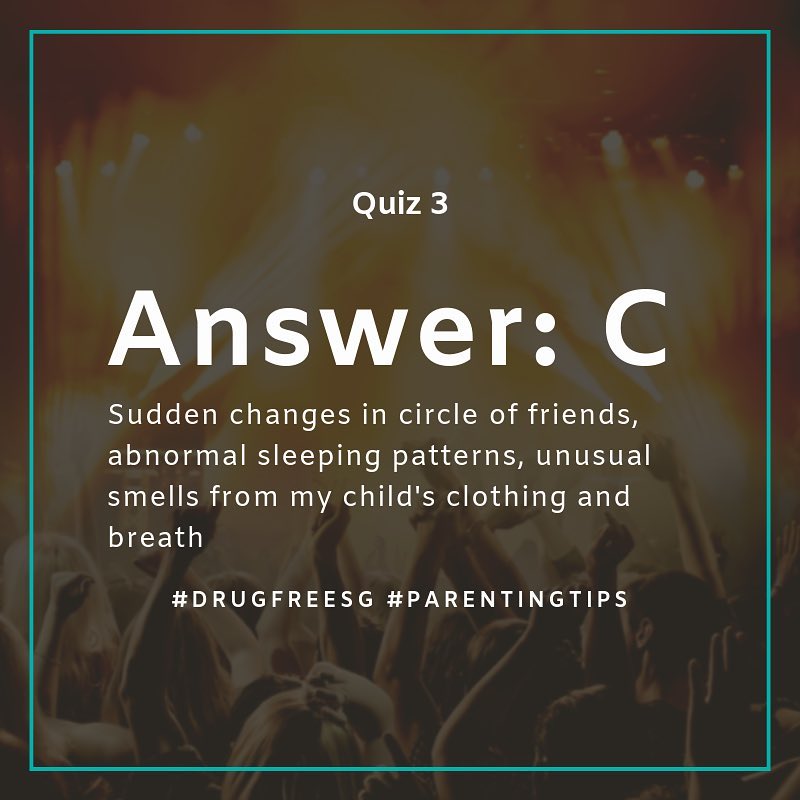 Quiz 3
Answer: C
Sudden changes in circle of friends,
abnormal sleeping patterns, unusual
smells from my child's clothing and
breath
#DRUGFREESG #PARENTINGTIPS